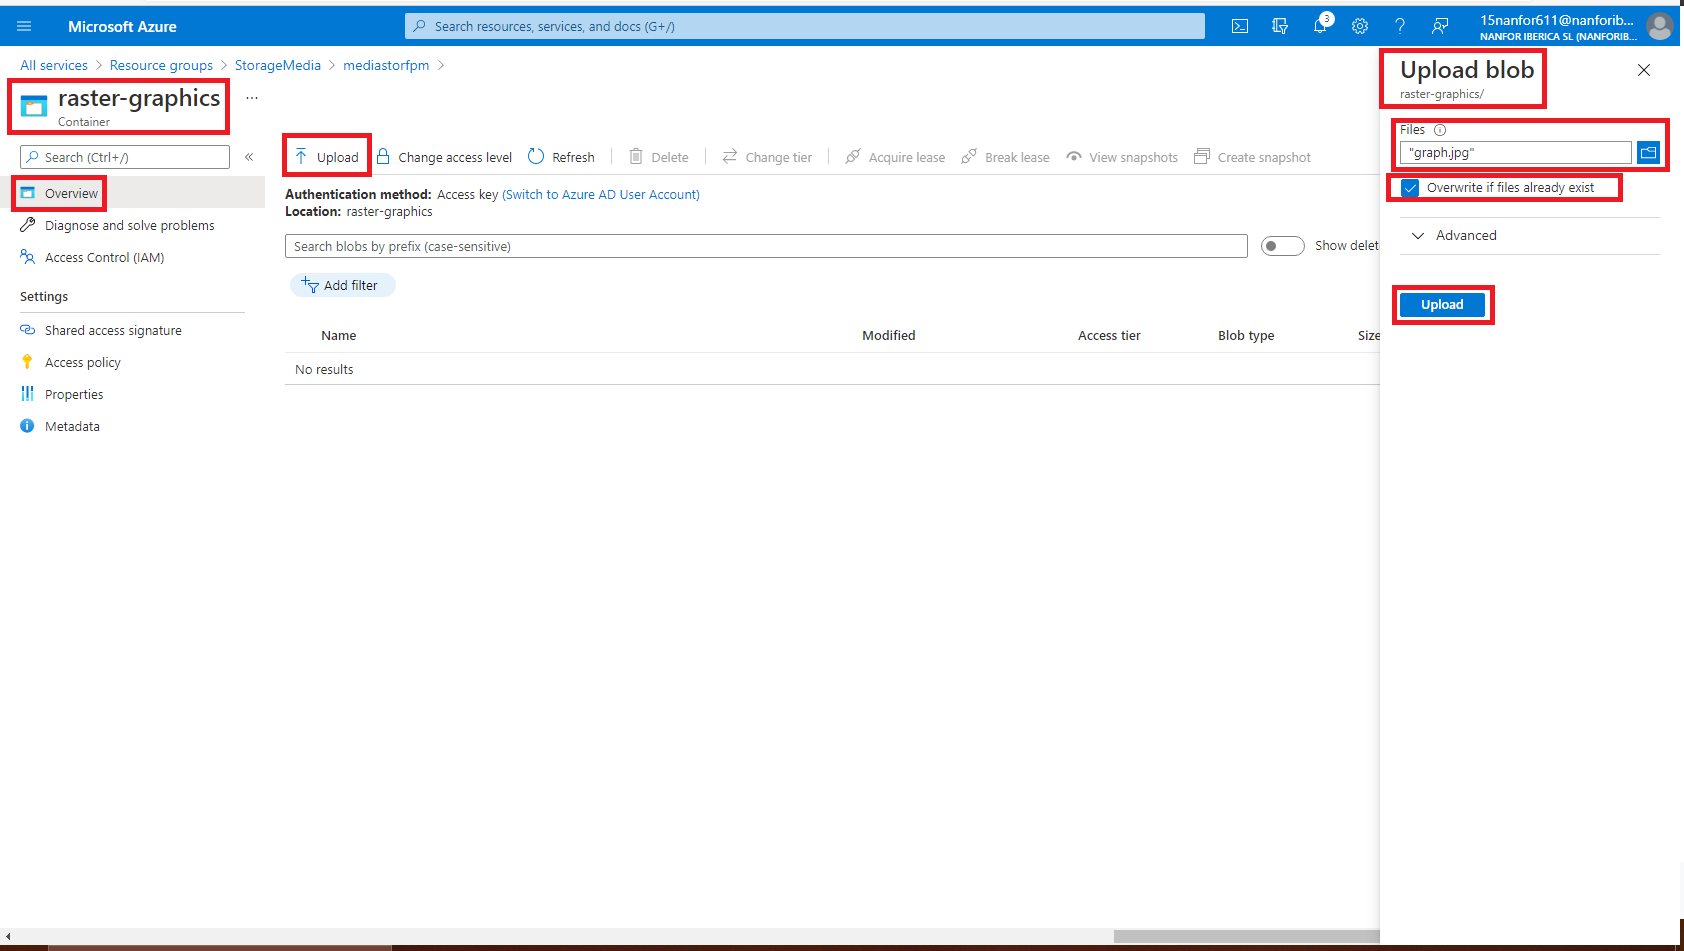 Microsoft Azure
Search resources, services, and docs (G+/)
3
15nanfor611@nanforib...
NANFOR IBERICA SL (NANFORIB...
All services > Resource groups > StorageMedia > mediastorfpm >
raster-graphics ...
Container
Search (Ctrl+/) «
Overview
Diagnose and solve problems
Access Control (IAM)
Settings
Shared access signature
Access policy
Properties
Metadata
Upload Change access level Refresh Delete Change tier Acquire lease Break lease View snapshots Create snapshot
Authentication method: Access key (Switch to Azure AD User Account)
Location: raster-graphics
Search blobs by prefix (case-sensitive)
Show delet
Add filter
Name Modified Access tier Blob type Size
No results
Upload blob
raster-graphics/
Files
"graph.jpg"
Overwrite if files already exist
Advanced
Upload